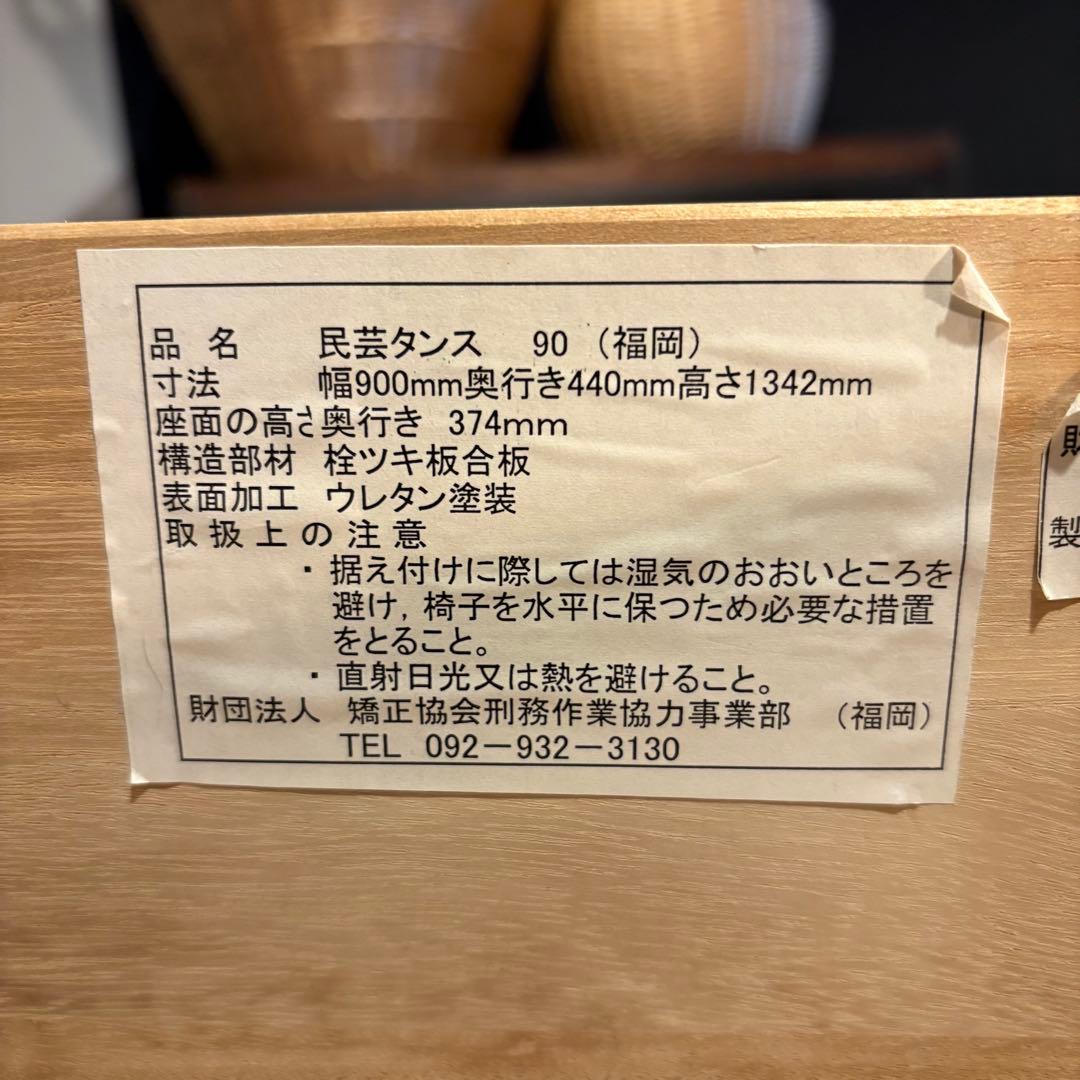 品 名 民芸タンス 90 （福岡）
寸法 幅900mm奥行き440mm高さ1342mm
座面の高さ奥行き 374mm
構造部材 栓ツキ板合板
表面加工 ウレタン塗装
取扱上の注意
・据え付けに際しては湿気のおおいところを
避け，椅子を水平に保つため必要な措置
をとること。
・直射日光又は熱を避けること。
財団法人 矯正協会刑務作業協力事業部 （福岡）
TEL 092－932－3130
財
製